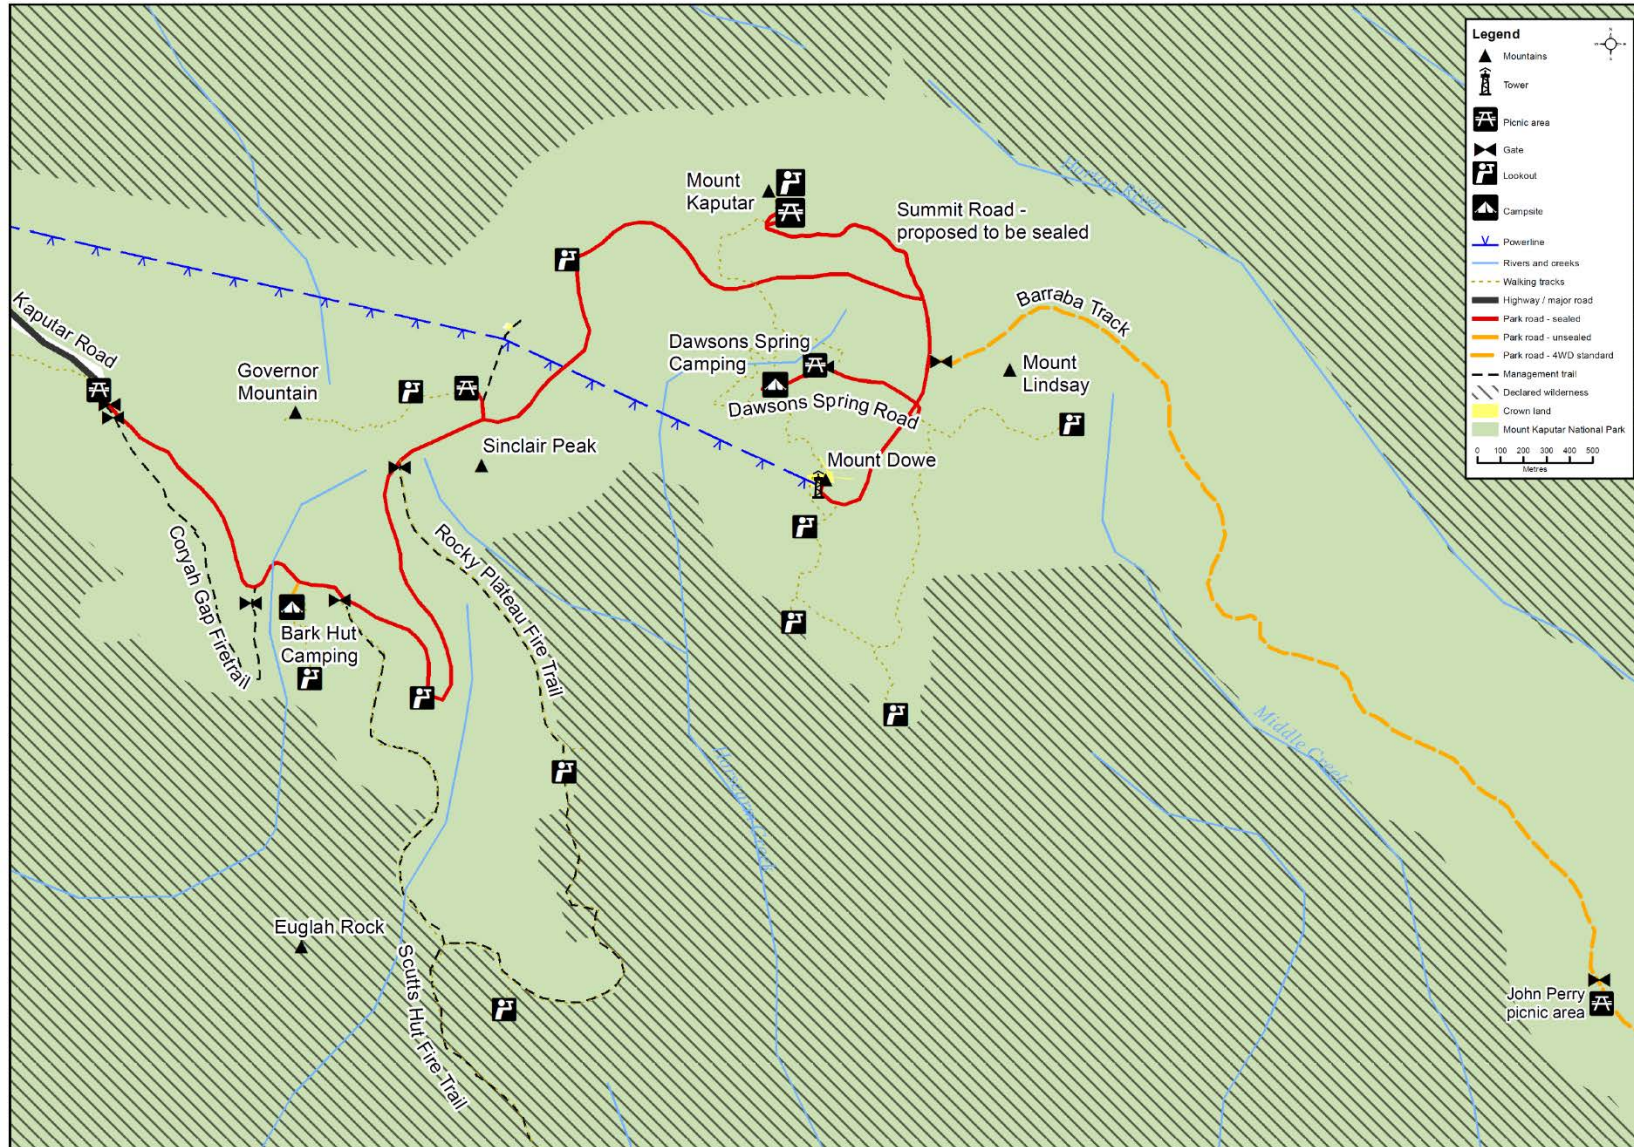 Legend
Mountains
Tower
Picnic area
Gate
Lookout
Campsite
Powerline
Rivers and creeks
Walking tracks
Highway / major road
Park road - sealed
Park road - unsealed
Park road - 4WD standard
Management trail
Declared wilderness
Crown land
Mount Kaputar National Park
0 100 200 300 400 500
Metres
Horton River
Mount
Kaputar
Summit Road -
proposed to be sealed
Kaputar Road
Barraba Track
Dawsons Spring
Camping
Mount
Lindsay
Governor
Mountain
Dawsons Spring Road
Sinclair Peak
Mount Dowe
Coryah Gap Firetrail
Rocky Plateau Fire Trail
Bark Hut
Camping
Middle Creek
Horsearm Creek
Euglah Rock
Scutts Hut Fire Trail
John Perry
picnic area